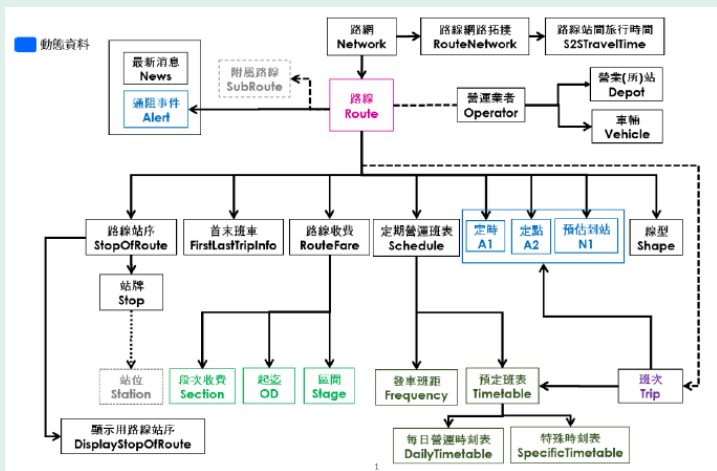 動態資料
路網
Network
路線網路拓撲
RouteNetwork
路線站間旅行時間
S2STravelTime
最新消息
News
通阻事件
Alert
附屬路線
SubRoute
路線
Route
營運業者
Operator
營業(所)站
Depot
車輛
Vehicle
路線站序
StopOfRoute
首末班車
FirstLastTripInfo
路線收費
RouteFare
定期營運班表
Schedule
定時
A1
定點
A2
預估到站
N1
線型
Shape
站牌
Stop
站位
Station
段次收費
Section
起迄
OD
區間
Stage
發車班距
Frequency
預定班表
Timetable
班次
Trip
顯示用路線站序
DisplayStopOfRoute
每日營運時刻表
DailyTimetable
特殊時刻表
SpecificTimetable
1